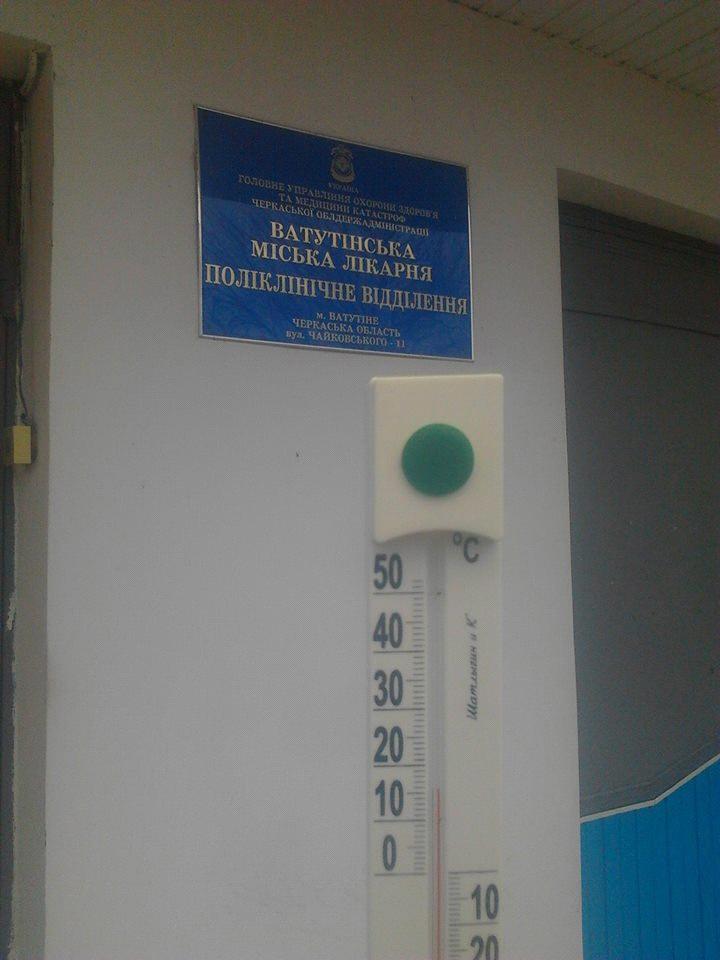 УКРАЇНА
ГОЛОВНЕ УПРАВЛІННЯ ОХОРОНИ ЗДОРОВ'Я
ТА МЕДИЦИНИ КАТАСТРОФ
ЧЕРКАСЬКОЇ ОБЛДЕРЖАДМІНІСТРАЦІЇ
ВАТУТІНСЬКА
МІСЬКА ЛІКАРНЯ
ПОЛІКЛІНІЧНЕ ВІДДІЛЕННЯ
м. ВАТУТІНЕ
ЧЕРКАСЬКА ОБЛАСТЬ
вул. ЧАЙКОВСЬКОГО - 11
°C
50
40
30
20
10
0
10
20
Шатлыгин и К